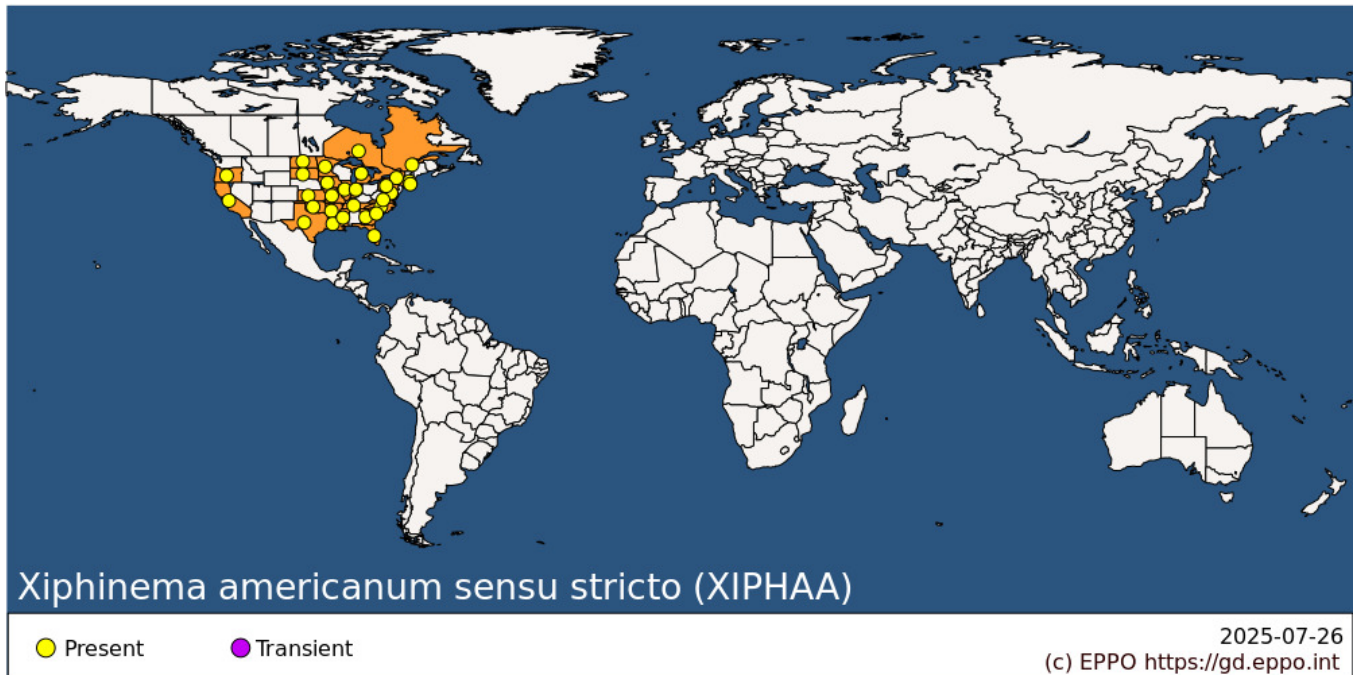 Xiphinema americanum sensu stricto (XIPHAA)
Present
Transient
2025-07-26
(c) EPPO https://gd.eppo.int